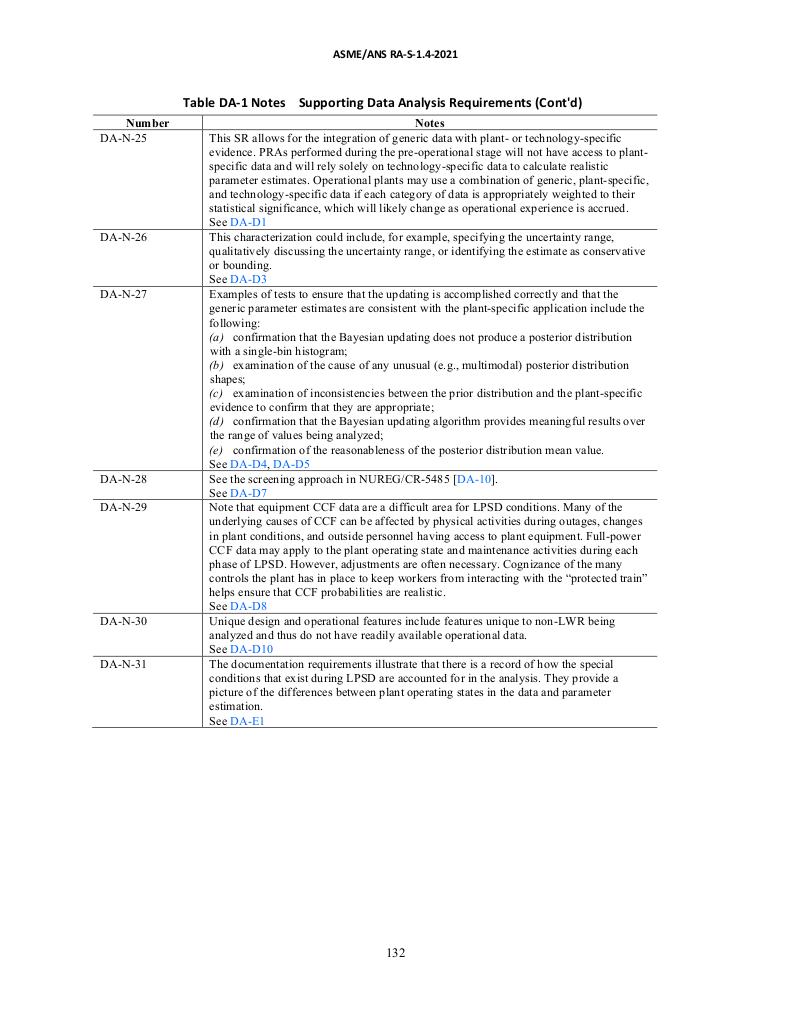 ASME/ANS RA-S-1.4-2021
Table DA-1 Notes Supporting Data Analysis Requirements (Cont'd)
Number Notes
DA-N-25 This SR allows for the integration of generic data with plant- or technology-specific
evidence. PRAs performed during the pre-operational stage will not have access to plant-
specific data and will rely solely on technology-specific data to calculate realistic
parameter estimates. Operational plants may use a combination of generic, plant-specific,
and technology-specific data if each category of data is appropriately weighted to their
statistical significance, which will likely change as operational experience is accrued.
See DA-D1
DA-N-26 This characterization could include, for example, specifying the uncertainty range,
qualitatively discussing the uncertainty range, or identifying the estimate as conservative
or bounding.
See DA-D3
DA-N-27 Examples of tests to ensure that the updating is accomplished correctly and that the
generic parameter estimates are consistent with the plant-specific application include the
following:
(a) confirmation that the Bayesian updating does not produce a posterior distribution
with a single-bin histogram;
(b) examination of the cause of any unusual (e.g., multimodal) posterior distribution
shapes;
(c) examination of inconsistencies between the prior distribution and the plant-specific
evidence to confirm that they are appropriate;
(d) confirmation that the Bayesian updating algorithm provides meaningful results over
the range of values being analyzed;
(e) confirmation of the reasonableness of the posterior distribution mean value.
See DA-D4, DA-D5
DA-N-28 See the screening approach in NUREG/CR-5485 [DA-10].
See DA-D7
DA-N-29 Note that equipment CCF data are a difficult area for LPSD conditions. Many of the
underlying causes of CCF can be affected by physical activities during outages, changes
in plant conditions, and outside personnel having access to plant equipment. Full-power
CCF data may apply to the plant operating state and maintenance activities during each
phase of LPSD. However, adjustments are often necessary. Cognizance of the many
controls the plant has in place to keep workers from interacting with the “protected train”
helps ensure that CCF probabilities are realistic.
See DA-D8
DA-N-30 Unique design and operational features include features unique to non-LWR being
analyzed and thus do not have readily available operational data.
See DA-D10
DA-N-31 The documentation requirements illustrate that there is a record of how the special
conditions that exist during LPSD are accounted for in the analysis. They provide a
picture of the differences between plant operating states in the data and parameter
estimation.
See DA-E1
132